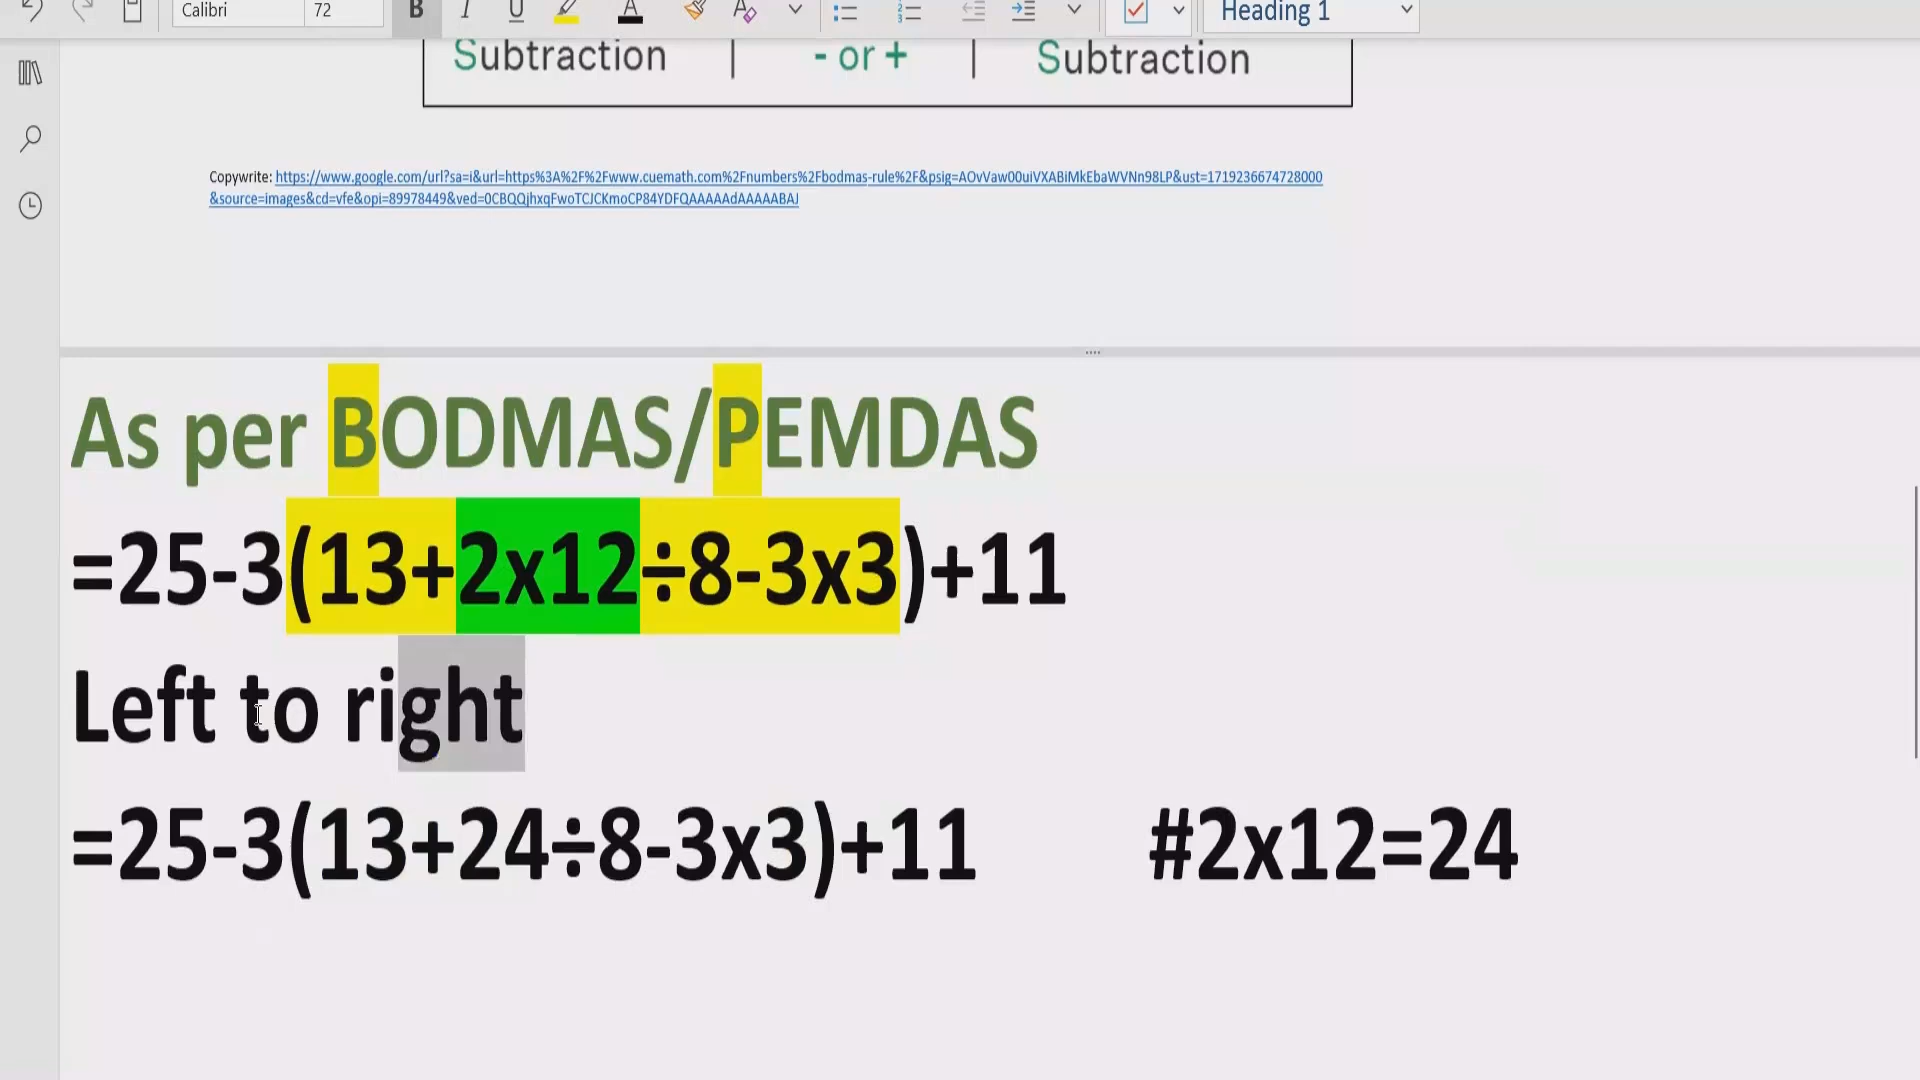 Calibri 72 B I U A A Heading 1
Subtraction | - or + | Subtraction
Copywrite: https://www.google.com/url?sa=i&url=https%3A%2F%2Fwww.cuemath.com%2Fnumbers%2Fbodmas-rule%2F&psig=AOvVaw00uiVXABiMkEbaWVNn98LP&ust=1719236674728000
&source=images&cd=vfe&opi=89978449&ved=0CBQQjhxqFwoTCJCKmoCP84YDFQAAAAAdAAAAABAJ
As per BODMAS/PEMDAS
=25-3(13+2x12÷8-3x3)+11
Left to right
=25-3(13+24÷8-3x3)+11 #2x12=24